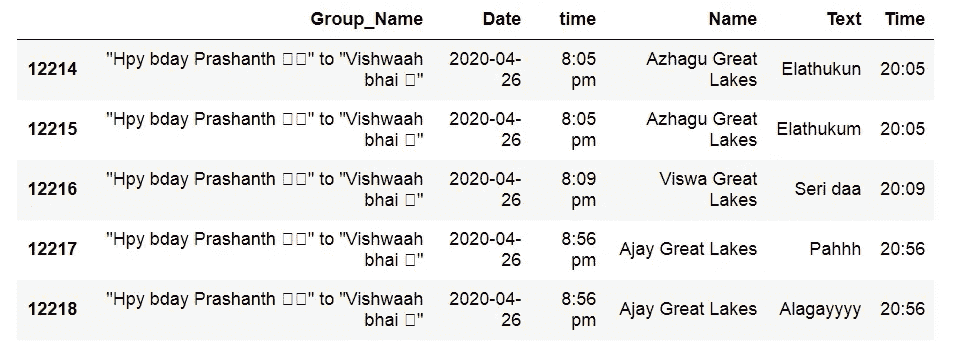 Group_Name Date time Name Text Time
12214 "Hpy bday Prashanth □□" to "Vishwaah bhai □" 2020-04-26 8:05 pm Azhagu Great Lakes Elathukun 20:05
12215 "Hpy bday Prashanth □□" to "Vishwaah bhai □" 2020-04-26 8:05 pm Azhagu Great Lakes Elathukum 20:05
12216 "Hpy bday Prashanth □□" to "Vishwaah bhai □" 2020-04-26 8:09 pm Viswa Great Lakes Seri daa 20:09
12217 "Hpy bday Prashanth □□" to "Vishwaah bhai □" 2020-04-26 8:56 pm Ajay Great Lakes Pahhh 20:56
12218 "Hpy bday Prashanth □□" to "Vishwaah bhai □" 2020-04-26 8:56 pm Ajay Great Lakes Alagayyyy 20:56